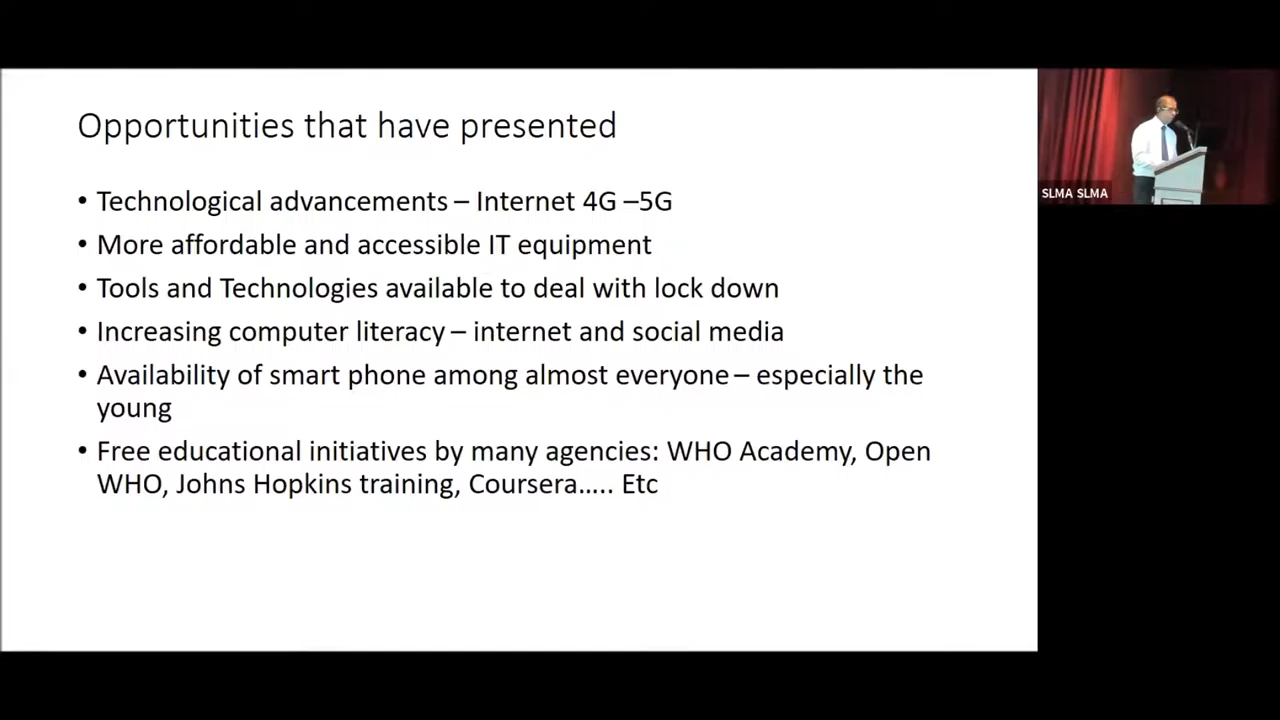 Opportunities that have presented
• Technological advancements – Internet 4G –5G
• More affordable and accessible IT equipment
• Tools and Technologies available to deal with lock down
• Increasing computer literacy – internet and social media
• Availability of smart phone among almost everyone – especially the
young
• Free educational initiatives by many agencies: WHO Academy, Open
WHO, Johns Hopkins training, Coursera….. Etc
SLMA SLMA